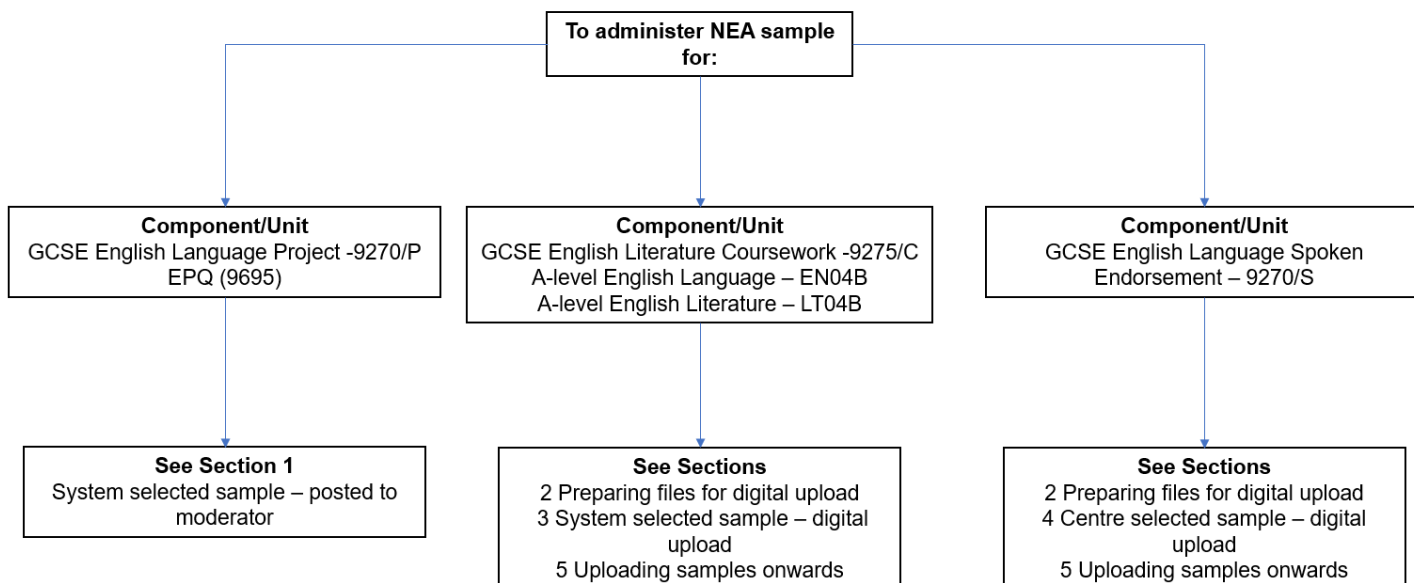 To administer NEA sample
for:
Component/Unit
GCSE English Language Project -9270/P
EPQ (9695)
Component/Unit
GCSE English Literature Coursework -9275/C
A-level English Language – EN04B
A-level English Literature – LT04B
Component/Unit
GCSE English Language Spoken
Endorsement – 9270/S
See Section 1
System selected sample – posted to
moderator
See Sections
2 Preparing files for digital upload
3 System selected sample – digital
upload
5 Uploading samples onwards
See Sections
2 Preparing files for digital upload
4 Centre selected sample – digital
upload
5 Uploading samples onwards